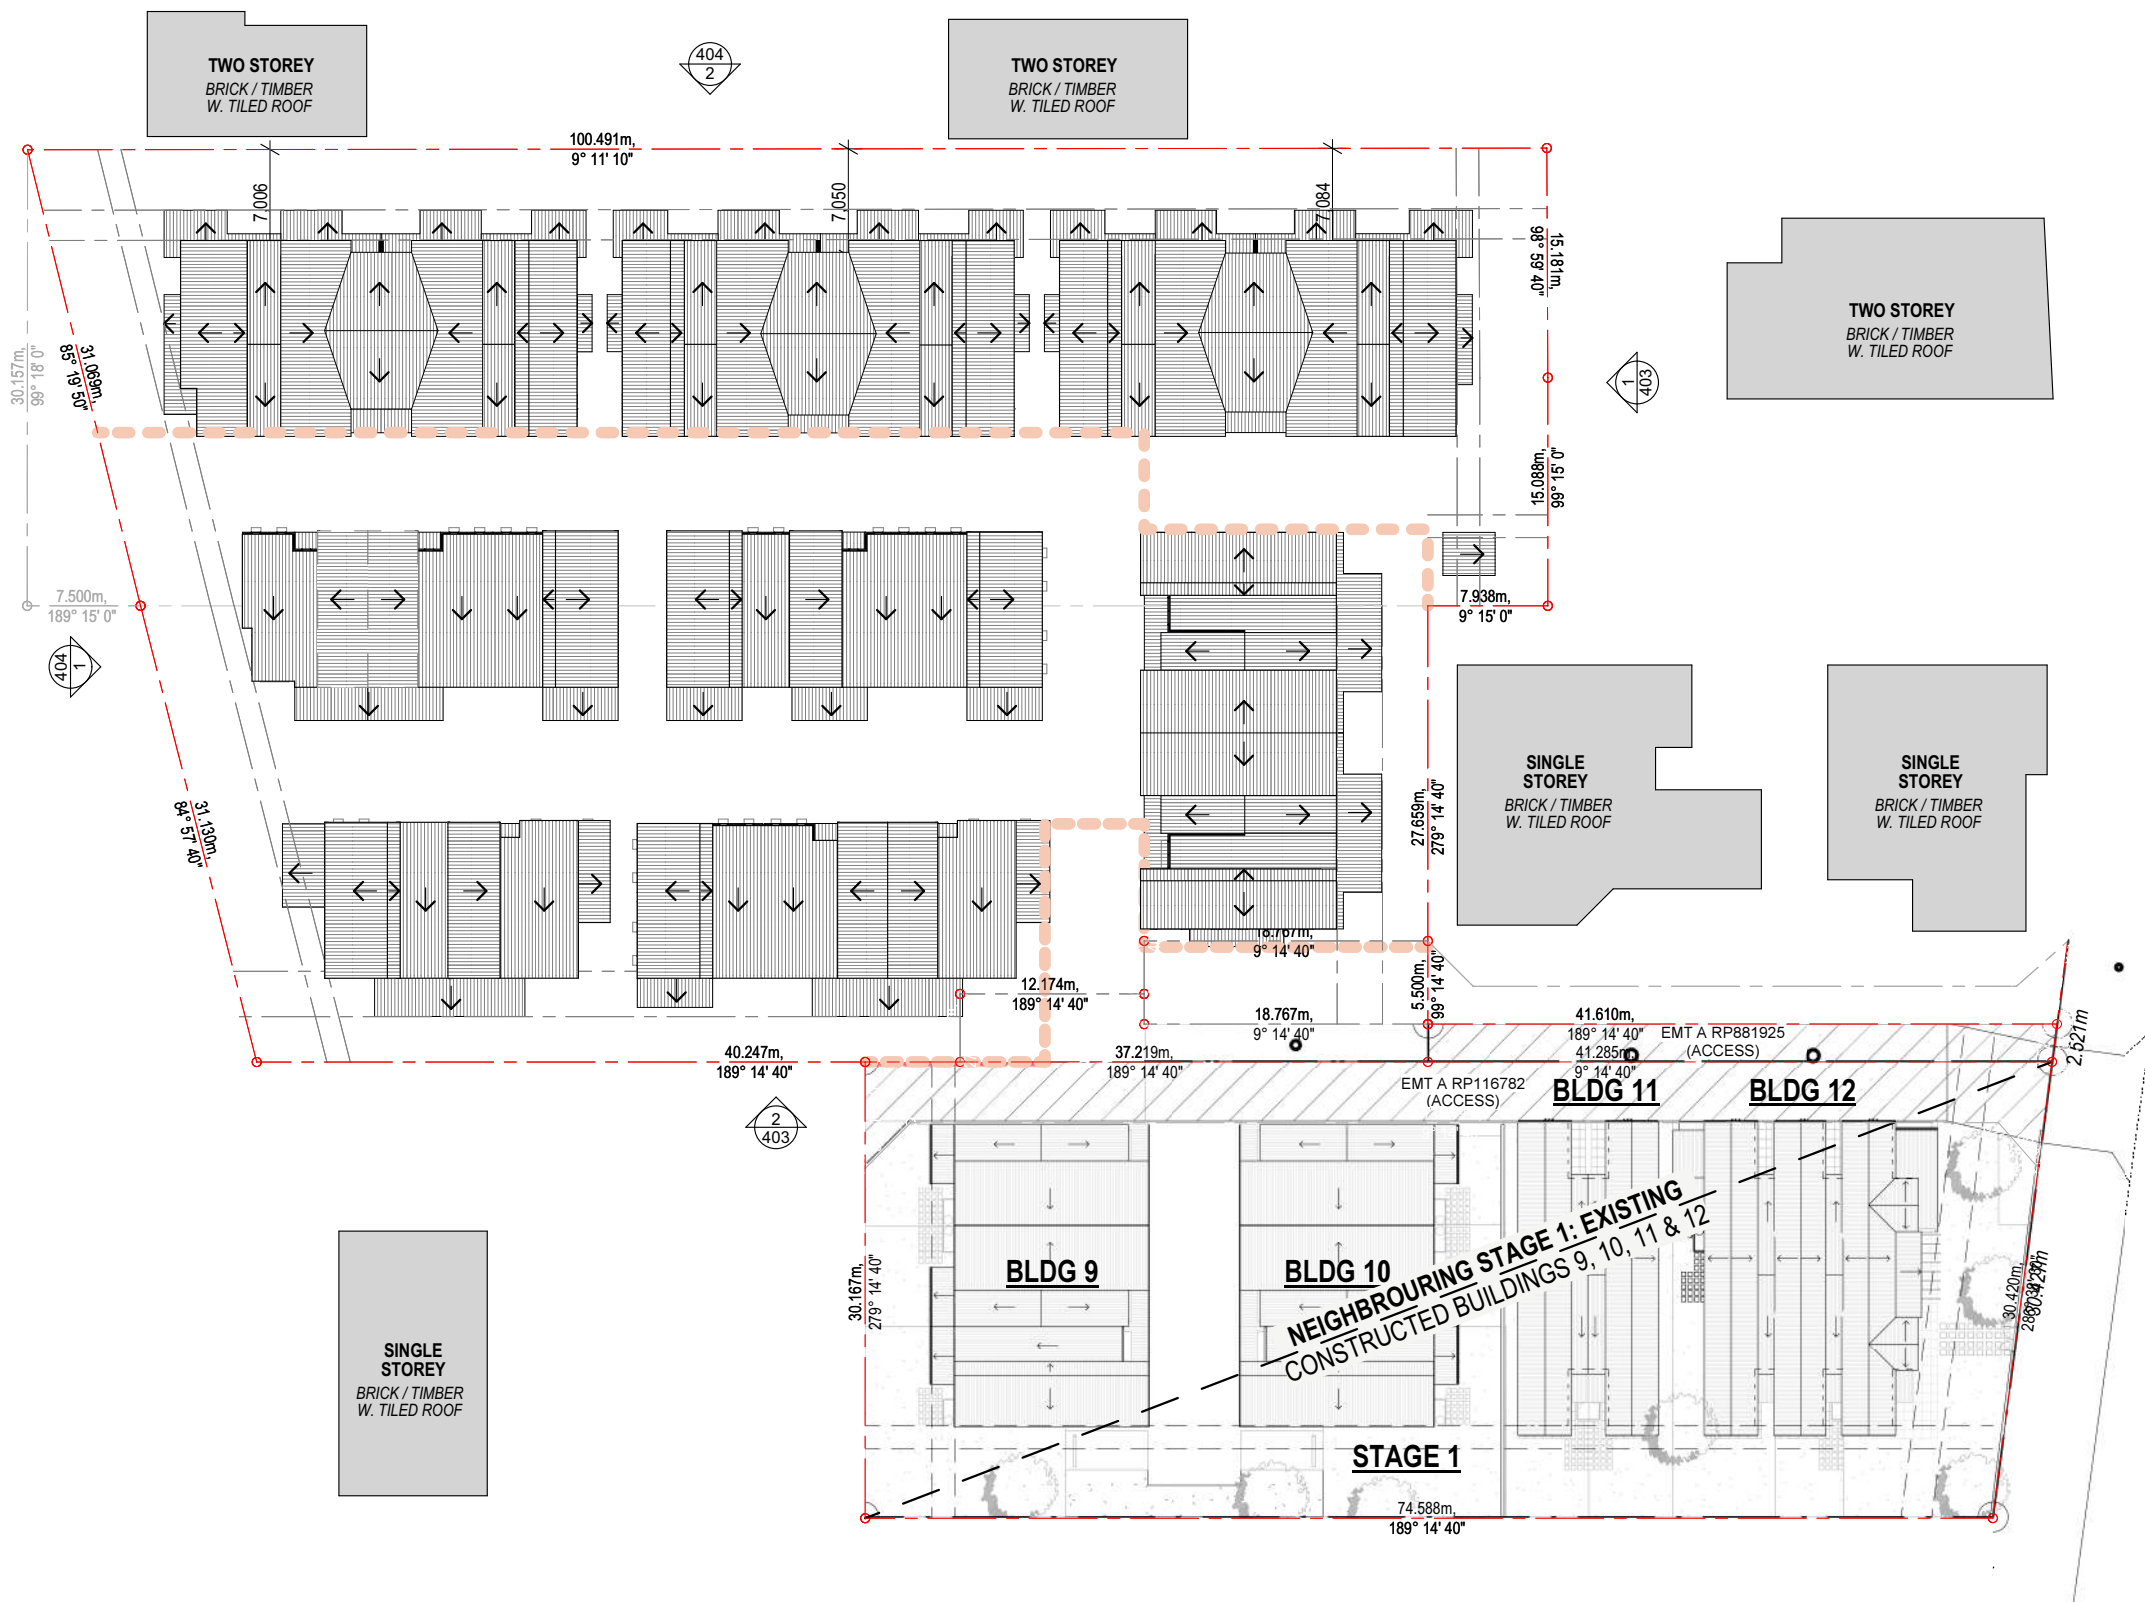 TWO STOREY
BRICK / TIMBER
W. TILED ROOF
404
2
TWO STOREY
BRICK / TIMBER
W. TILED ROOF
100.491m,
9° 11' 10"
7.006
7.050
7.084
15.181m,
98° 59' 40"
TWO STOREY
BRICK / TIMBER
W. TILED ROOF
30.157m,
99° 18' 0"
31.069m,
85° 19' 50"
1
403
15.088m,
99° 15' 0"
7.500m,
189° 15' 0"
7.938m,
9° 15' 0"
404
1
SINGLE
STOREY
BRICK / TIMBER
W. TILED ROOF
SINGLE
STOREY
BRICK / TIMBER
W. TILED ROOF
27.659m,
279° 14' 40"
31.130m,
84° 57' 40"
18.767m,
9° 14' 40"
12.174m,
189° 14' 40"
5.500m,
99° 14' 40"
18.767m,
9° 14' 40"
41.610m,
189° 14' 40"
EMT A RP881925
(ACCESS)
2.521m
40.247m,
189° 14' 40"
37.219m,
189° 14' 40"
41.285m,
9° 14' 40"
EMT A RP116782
(ACCESS)
BLDG 11
BLDG 12
2
403
BLDG 9
BLDG 10
NEIGHBROURING STAGE 1: EXISTING
CONSTRUCTED BUILDINGS 9, 10, 11 & 12
30.167m,
279° 14' 40"
30.420m,
30.427m
SINGLE
STOREY
BRICK / TIMBER
W. TILED ROOF
STAGE 1
74.588m,
189° 14' 40"